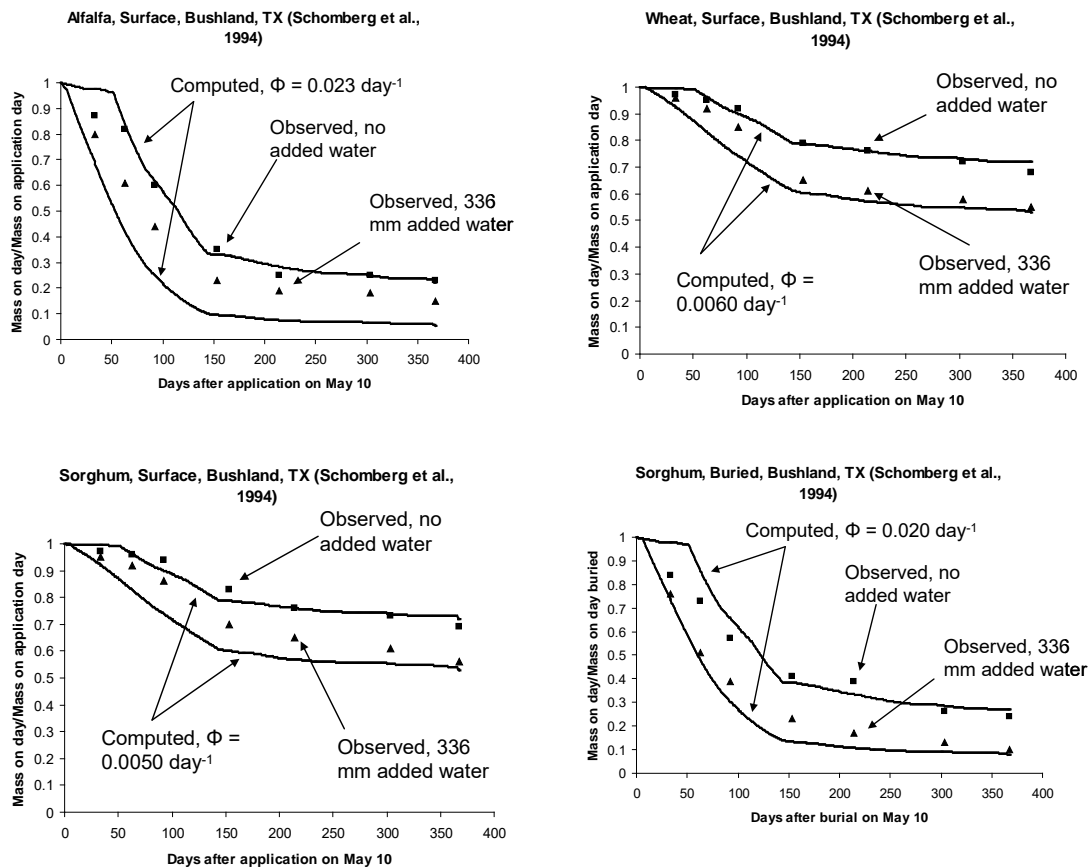 Alfalfa, Surface, Bushland, TX (Schomberg et al.,
1994)
Mass on day/Mass on application day
1
0.9
0.8
0.7
0.6
0.5
0.4
0.3
0.2
0.1
0
Computed, Φ = 0.023 day-1
Observed, no
added water
Observed, 336
mm added water
0 50 100 150 200 250 300 350 400
Days after application on May 10
Wheat, Surface, Bushland, TX (Schomberg et al.,
1994)
Mass on day/Mass on application day
1
0.9
0.8
0.7
0.6
0.5
0.4
0.3
0.2
0.1
0
Observed, no
added water
Computed, Φ =
0.0060 day-1
Observed, 336
mm added water
0 50 100 150 200 250 300 350 400
Days after application on May 10
Sorghum, Surface, Bushland, TX (Schomberg et al.,
1994)
Mass on day/Mass on application day
1
0.9
0.8
0.7
0.6
0.5
0.4
0.3
0.2
0.1
0
Observed, no
added water
Computed, Φ =
0.0050 day-1
Observed, 336
mm added water
0 50 100 150 200 250 300 350 400
Days after application on May 10
Sorghum, Buried, Bushland, TX (Schomberg et al.,
1994)
Mass on day/Mass on day buried
1
0.9
0.8
0.7
0.6
0.5
0.4
0.3
0.2
0.1
0
Computed, Φ = 0.020 day-1
Observed, no
added water
Observed, 336
mm added water
0 50 100 150 200 250 300 350 400
Days after burial on May 10